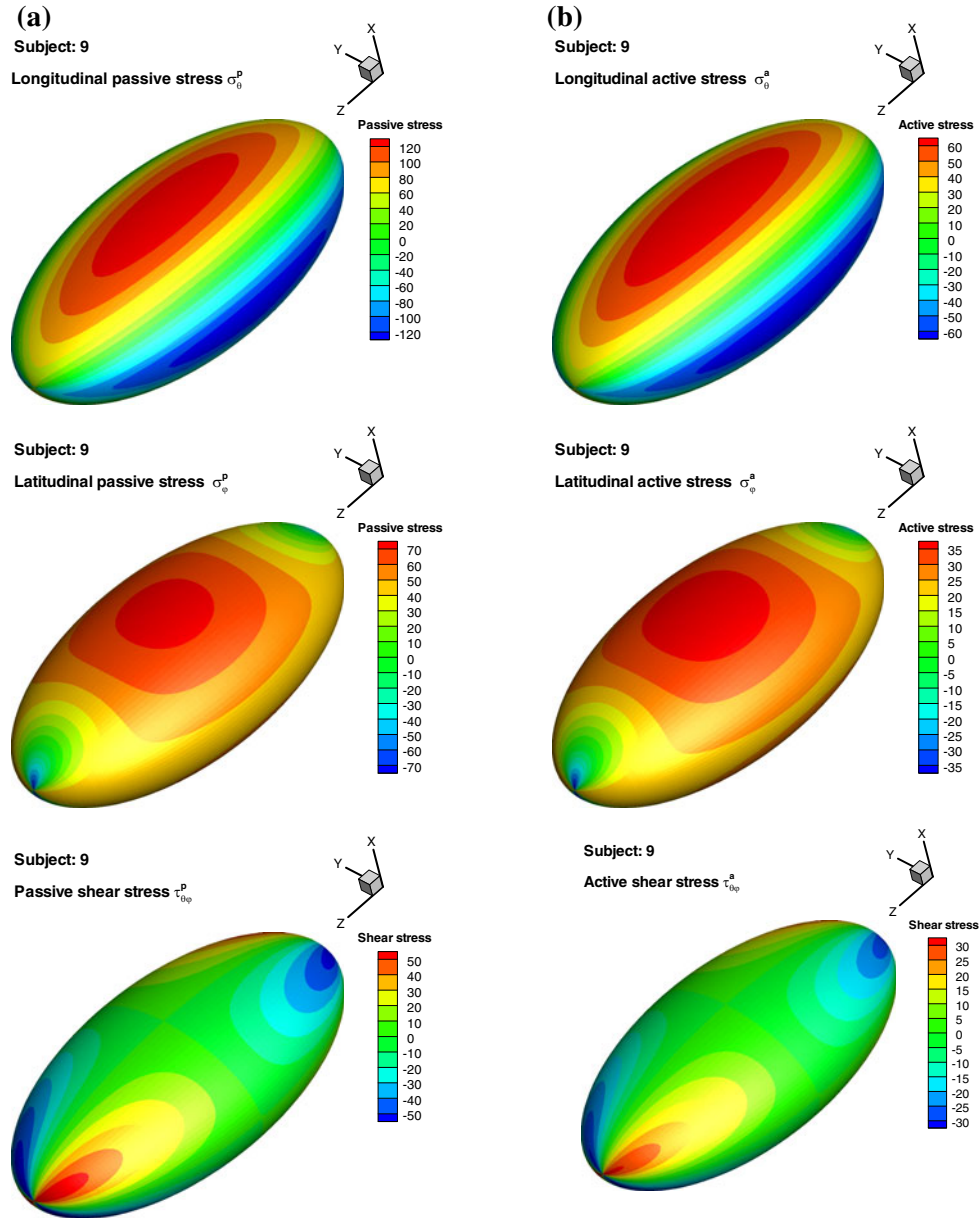 (a)
Subject: 9
Longitudinal passive stress σ_θ^p
X
Y
Z
Passive stress
120
100
80
60
40
20
0
-20
-40
-60
-80
-100
-120
(b)
Subject: 9
Longitudinal active stress σ_θ^a
X
Y
Z
Active stress
60
50
40
30
20
10
0
-10
-20
-30
-40
-50
-60
Subject: 9
Latitudinal passive stress σ_φ^p
X
Y
Z
Passive stress
70
60
50
40
30
20
10
0
-10
-20
-30
-40
-50
-60
-70
Subject: 9
Latitudinal active stress σ_φ^a
X
Y
Z
Active stress
35
30
25
20
15
10
5
0
-5
-10
-15
-20
-25
-30
-35
Subject: 9
Passive shear stress τ_θφ^p
X
Y
Z
Shear stress
50
40
30
20
10
0
-10
-20
-30
-40
-50
Subject: 9
Active shear stress τ_θφ^a
X
Y
Z
Shear stress
30
25
20
15
10
5
0
-5
-10
-15
-20
-25
-30